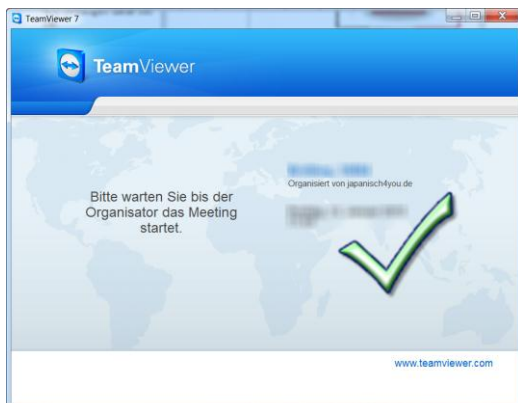 TeamViewer 7
TeamViewer
Organisiert von japanisch4you.de
Bitte warten Sie bis der
Organisator das Meeting
startet.
www.teamviewer.com